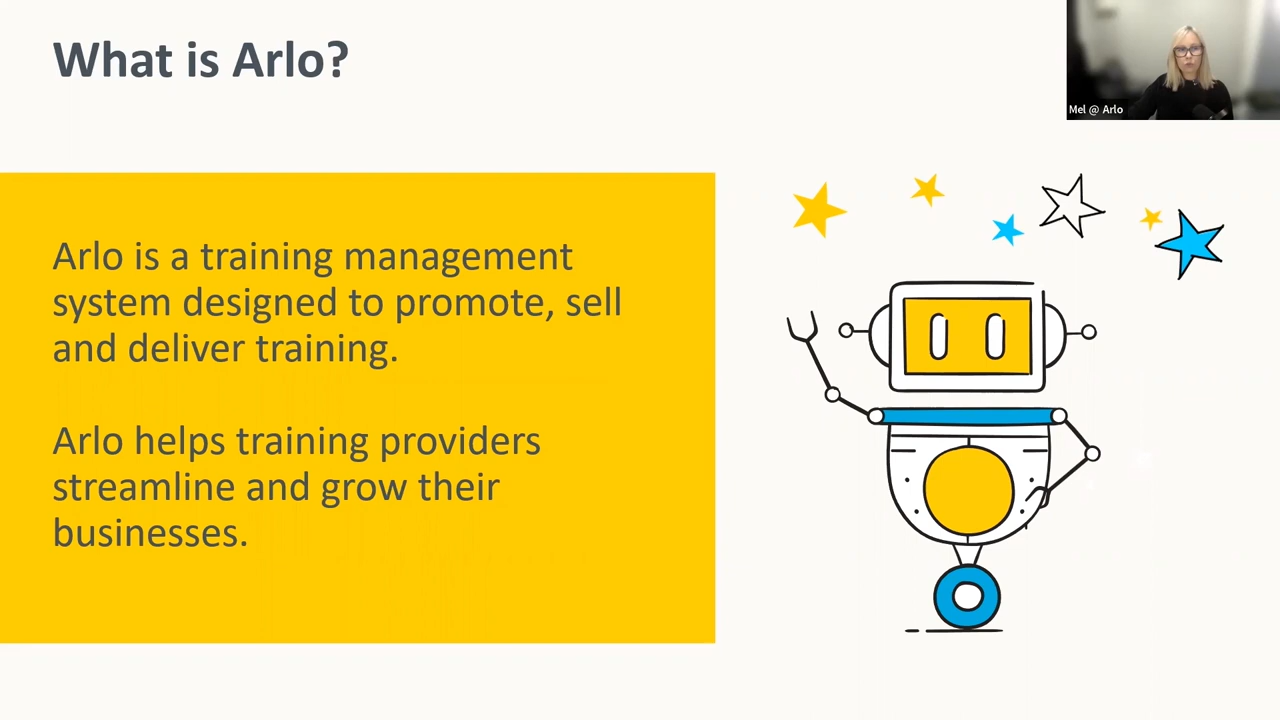 What is Arlo?
Mel @ Arlo
Arlo is a training management
system designed to promote, sell
and deliver training.
Arlo helps training providers
streamline and grow their
businesses.